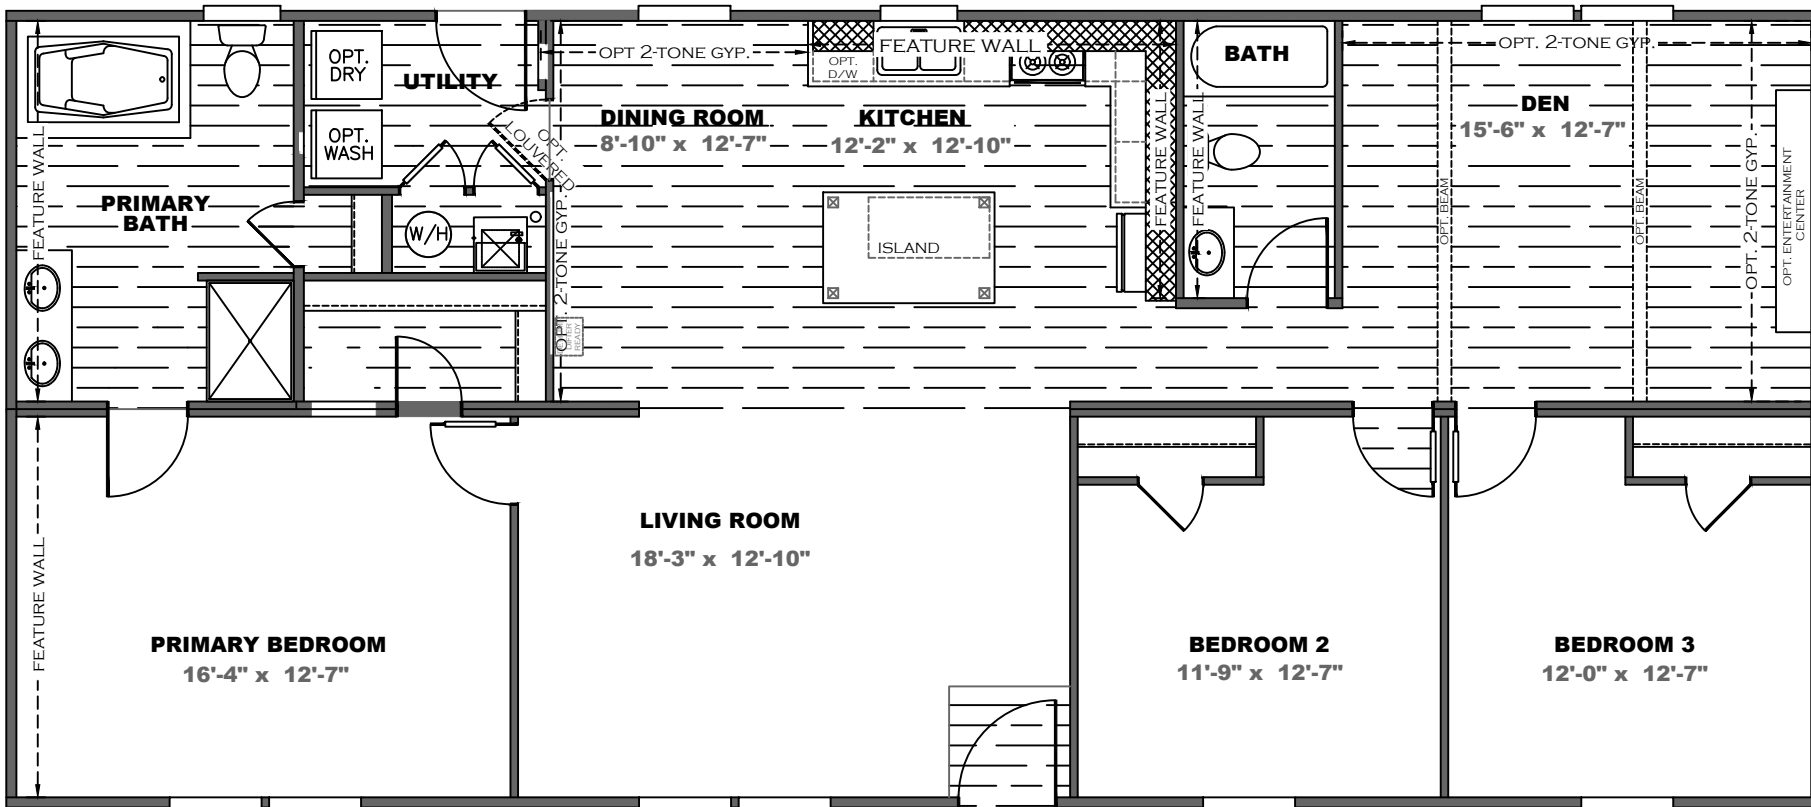 OPT.
DRY
UTILITY
OPT.
WASH
OPT.
LOUVERED
FEATURE WALL
PRIMARY
BATH
W/H
OPT 2-TONE GYP.
DINING ROOM
8'-10" x 12'-7"
OPT. 2-TONE GYP.
FEATURE WALL
OPT.
D/W
KITCHEN
12'-2" x 12'-10"
ISLAND
FEATURE WALL
FEATURE WALL
BATH
OPT. 2-TONE GYP.
DEN
15'-6" x 12'-7"
OPT. BEAM
OPT. BEAM
OPT. 2-TONE GYP.
OPT. ENTERTAINMENT
CENTER
READY
FEATURE WALL
PRIMARY BEDROOM
16'-4" x 12'-7"
LIVING ROOM
18'-3" x 12'-10"
BEDROOM 2
11'-9" x 12'-7"
BEDROOM 3
12'-0" x 12'-7"